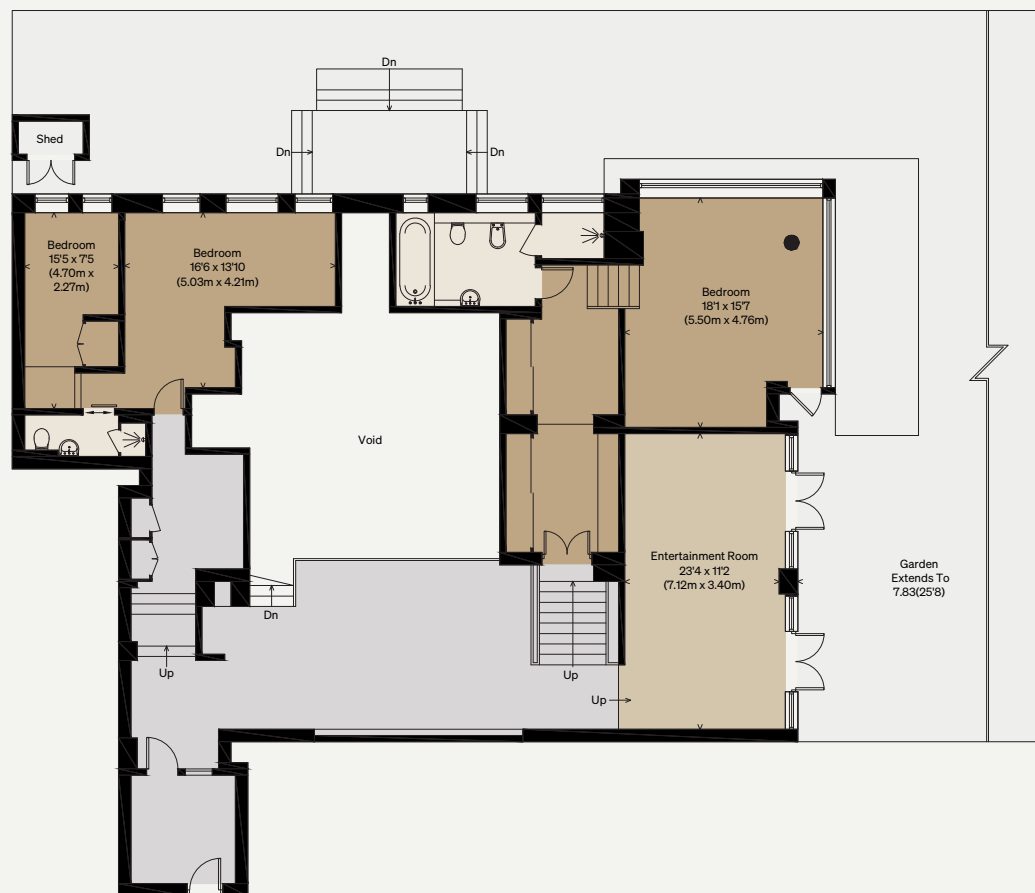 Dn
Shed
Dn
Dn
Bedroom
15'5 x 7'5
(4.70m x
2.27m)
Bedroom
16'6 x 13'10
(5.03m x 4.21m)
Bedroom
18'1 x 15'7
(5.50m x 4.76m)
Void
Entertainment Room
23'4 x 11'2
(7.12m x 3.40m)
Garden
Extends To
7.83(25'8)
Dn
Up
Up
Up